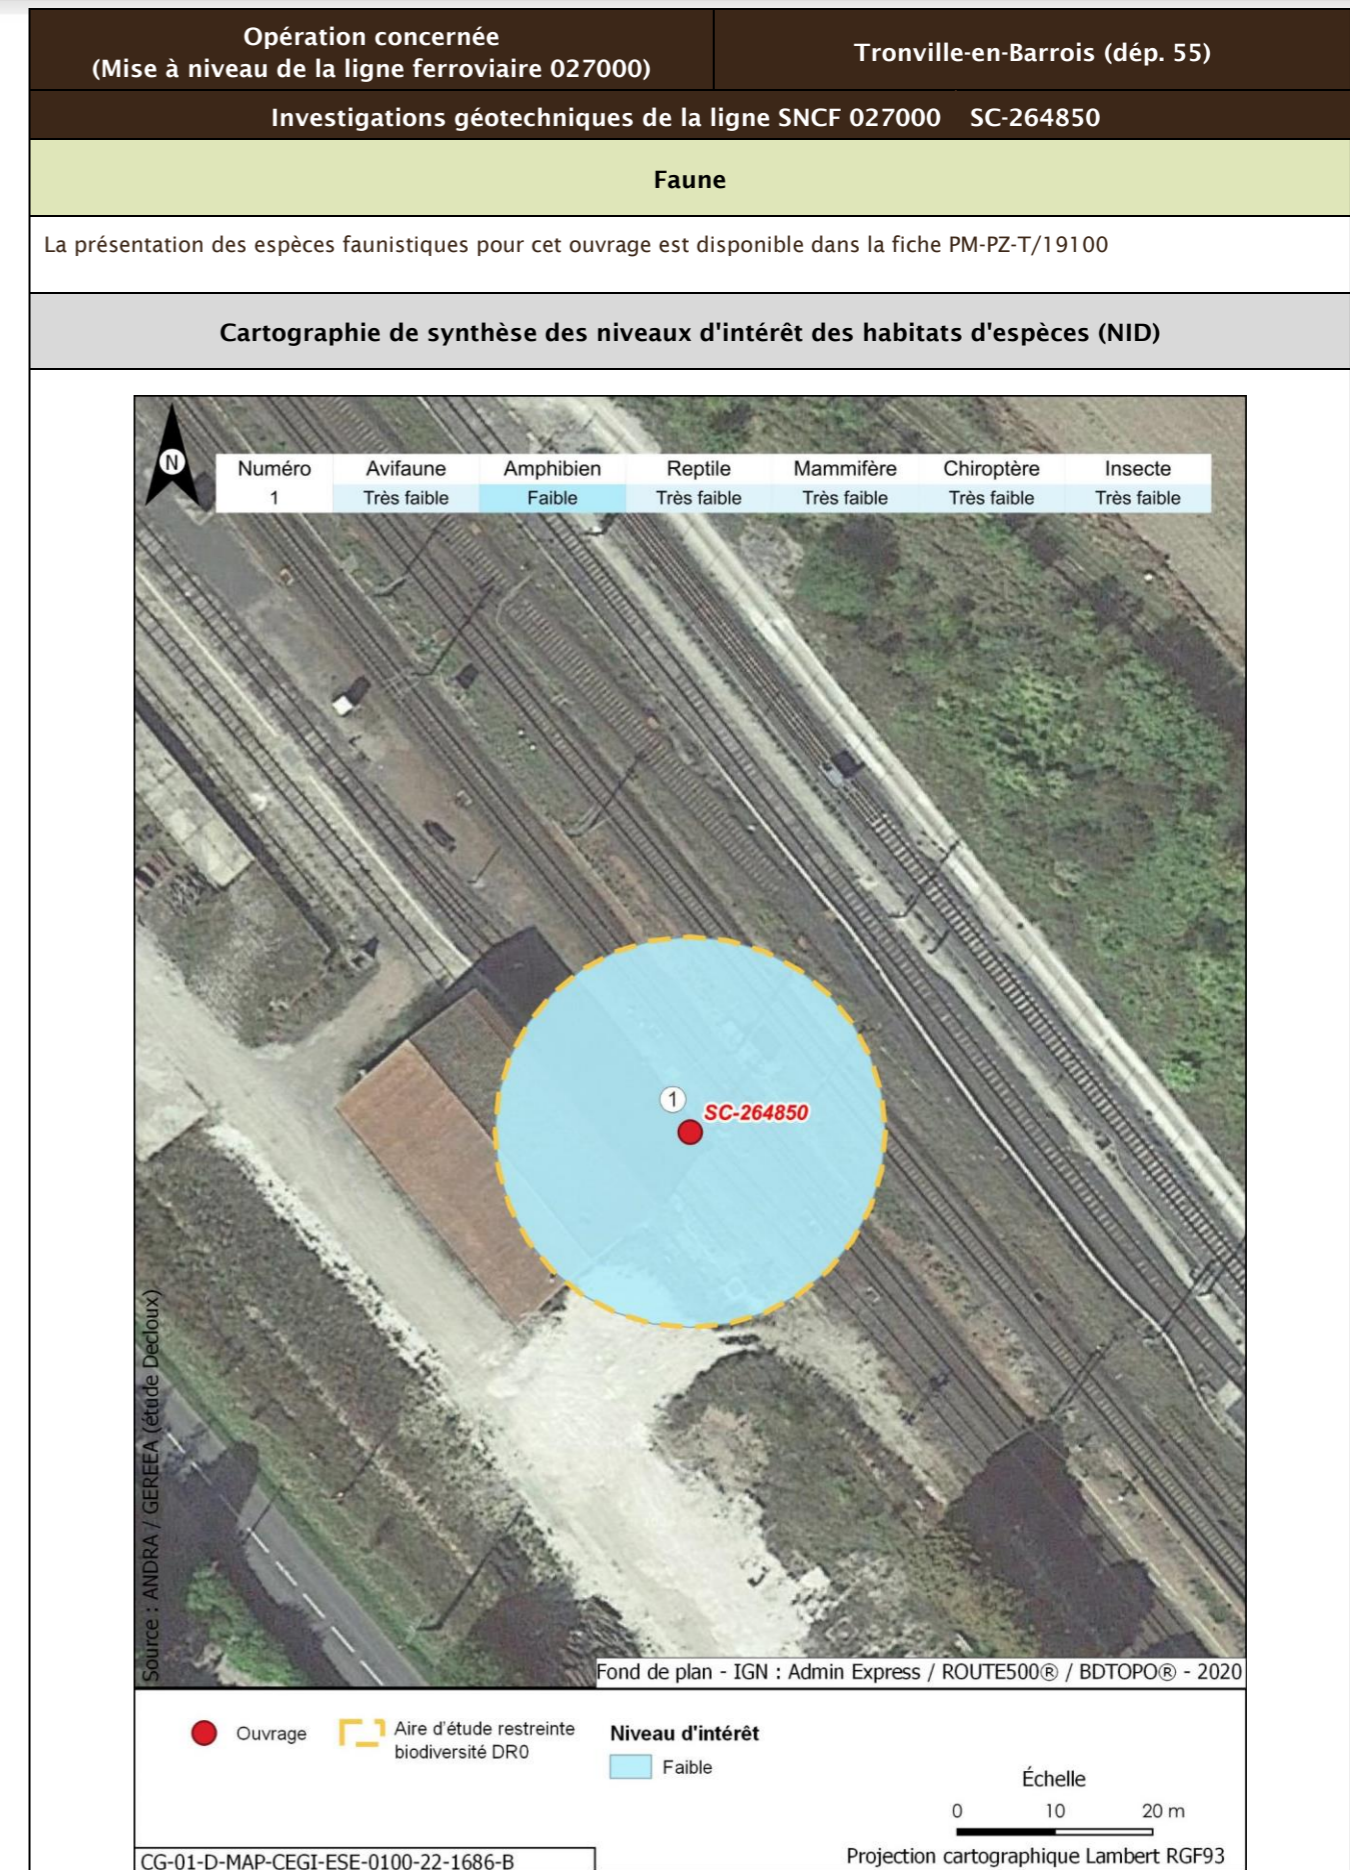 Opération concernée
(Mise à niveau de la ligne ferroviaire 027000)
Tronville-en-Barrois (dép. 55)
Investigations géotechniques de la ligne SNCF 027000 SC-264850
Faune
La présentation des espèces faunistiques pour cet ouvrage est disponible dans la fiche PM-PZ-T/19100
Cartographie de synthèse des niveaux d'intérêt des habitats d'espèces (NID)
N
Numéro Avifaune Amphibien Reptile Mammifère Chiroptère Insecte
1 Très faible Faible Très faible Très faible Très faible Très faible
1
SC-264850
Source : ANDRA / GEREEA (étude Decloux)
Fond de plan - IGN : Admin Express / ROUTE500® / BDTOPO® - 2020
Ouvrage
Aire d'étude restreinte
biodiversité DR0
Niveau d'intérêt
Faible
Échelle
0 10 20 m
Projection cartographique Lambert RGF93
CG-01-D-MAP-CEGI-ESE-0100-22-1686-B